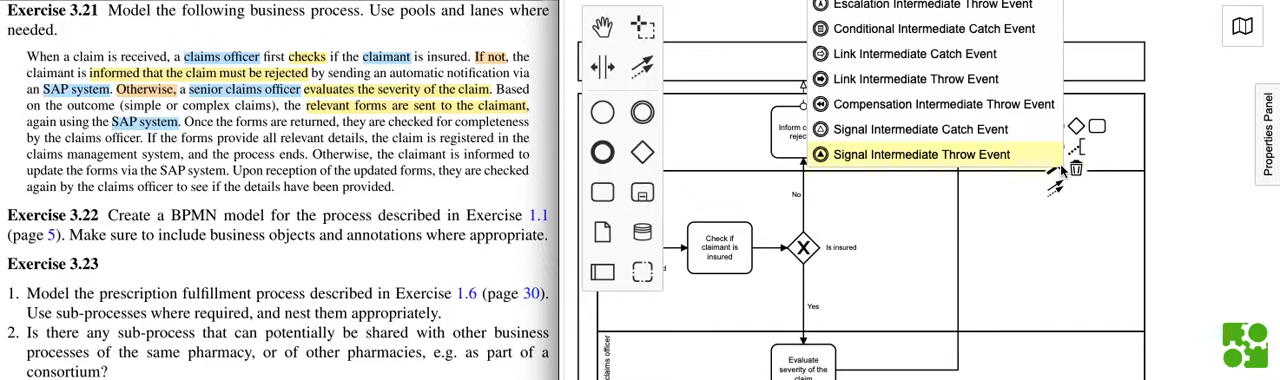 Exercise 3.21 Model the following business process. Use pools and lanes where
needed.
When a claim is received, a claims officer first checks if the claimant is insured. If not, the
claimant is informed that the claim must be rejected by sending an automatic notification via
an SAP system. Otherwise, a senior claims officer evaluates the severity of the claim. Based
on the outcome (simple or complex claims), the relevant forms are sent to the claimant,
again using the SAP system. Once the forms are returned, they are checked for completeness
by the claims officer. If the forms provide all relevant details, the claim is registered in the
claims management system, and the process ends. Otherwise, the claimant is informed to
update the forms via the SAP system. Upon reception of the updated forms, they are checked
again by the claims officer to see if the details have been provided.
Exercise 3.22 Create a BPMN model for the process described in Exercise 1.1
(page 5). Make sure to include business objects and annotations where appropriate.
Exercise 3.23
1. Model the prescription fulfillment process described in Exercise 1.6 (page 30).
Use sub-processes where required, and nest them appropriately.
2. Is there any sub-process that can potentially be shared with other business
processes of the same pharmacy, or of other pharmacies, e.g. as part of a
consortium?
Escalation Intermediate Throw Event
Conditional Intermediate Catch Event
Link Intermediate Catch Event
Link Intermediate Throw Event
Compensation Intermediate Throw Event
Signal Intermediate Catch Event
Signal Intermediate Throw Event
Inform c
rejec
No
Check if
claimant is
insured
X
Is insured
d
Yes
Evaluate
severity of the
claim
claims officer
Properties Panel